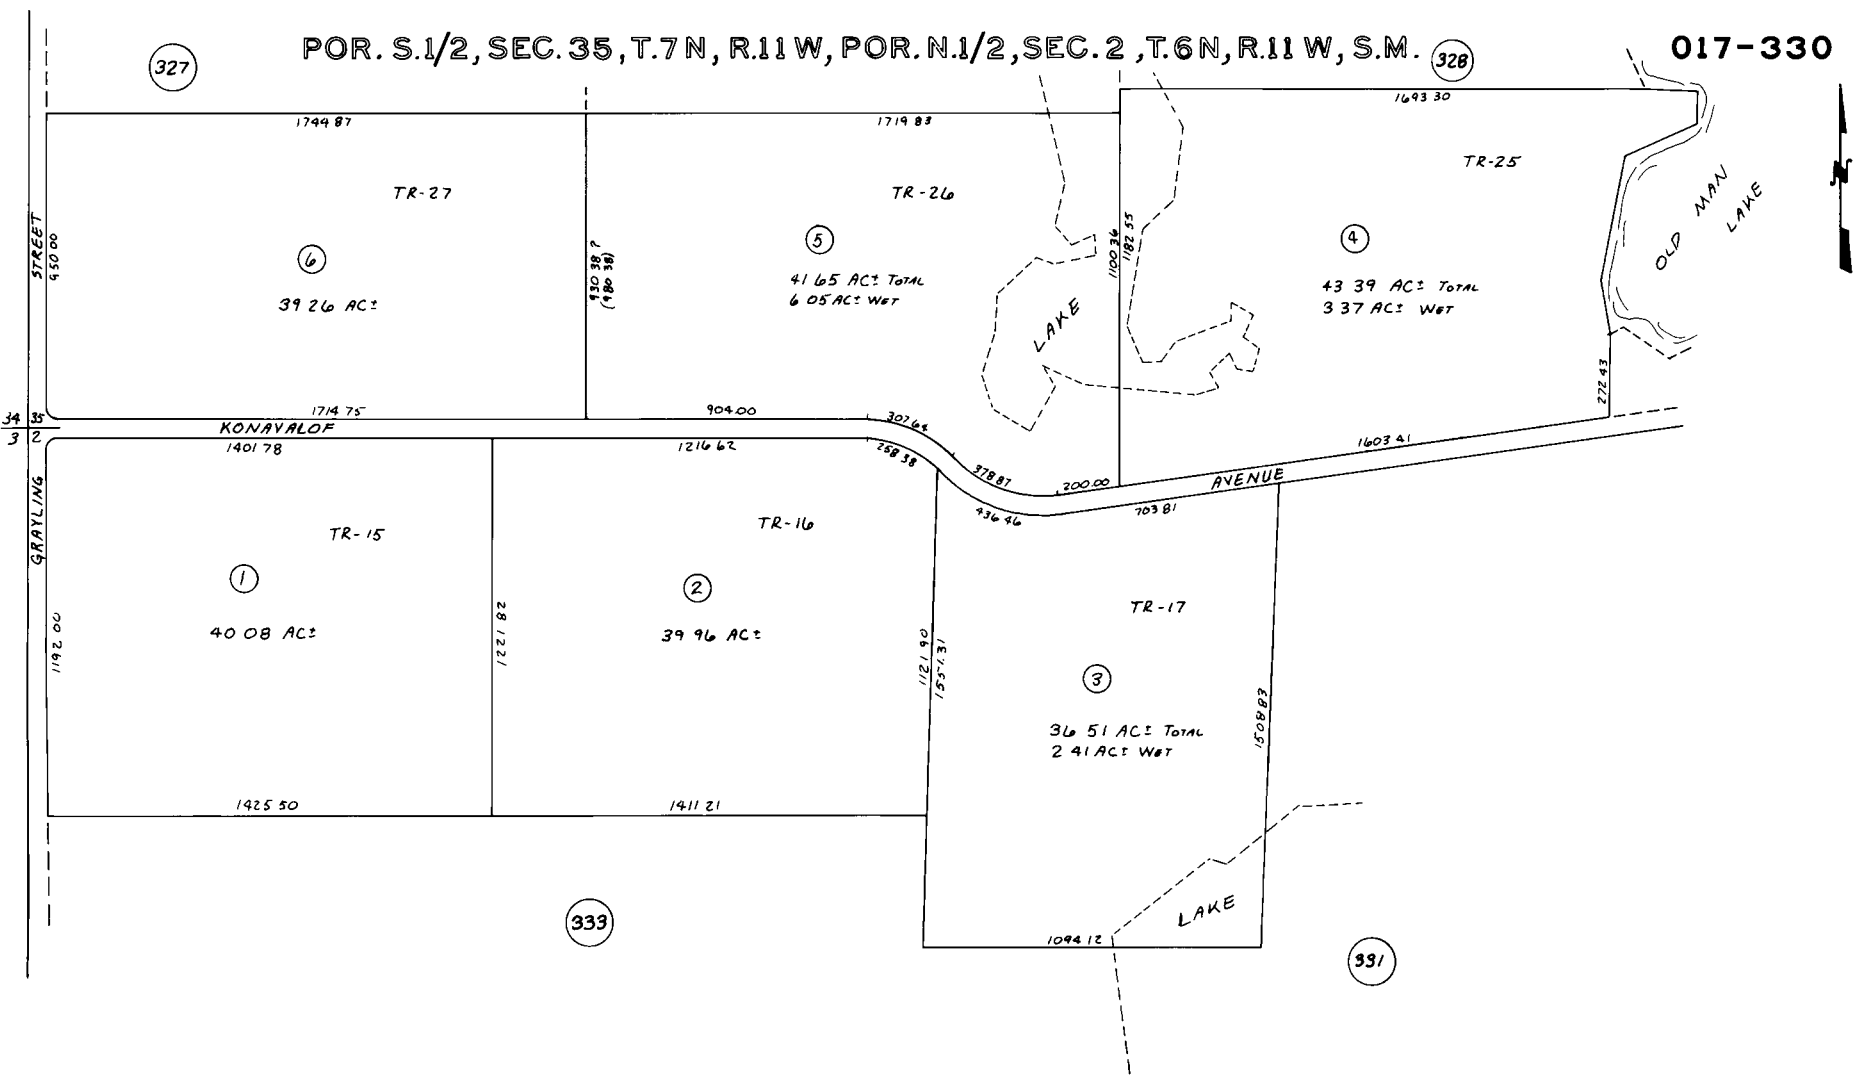 POR. S.1/2, SEC. 35, T.7N, R.11W, POR. N.1/2, SEC. 2, T.6N, R.11W, S.M.
017-330
327
328
1744 87
1719 83
1693 30
N
TR-27
TR-26
TR-25
OLD MAN LAKE
STREET
950 00
6
39 26 AC±
930 38 ?
(980 38)
5
41 65 AC± TOTAL
6 05 AC± WET
LAKE
1100 36
1182 55
4
43 39 AC± TOTAL
3 37 AC± WET
272 43
34 35
3 2
1714 75
904.00
307 64
378 87
200.00
1603 41
KONAVALOF
AVENUE
1401 78
1216 62
258 38
436 46
703 81
GRAYLING
1192 00
TR-15
1
40 08 AC±
1221 82
TR-16
2
39 96 AC±
1121 90
1551.31
TR-17
3
36 51 AC± TOTAL
2 41 AC± WET
1508 83
1425 50
1411 21
1094 12
LAKE
333
331